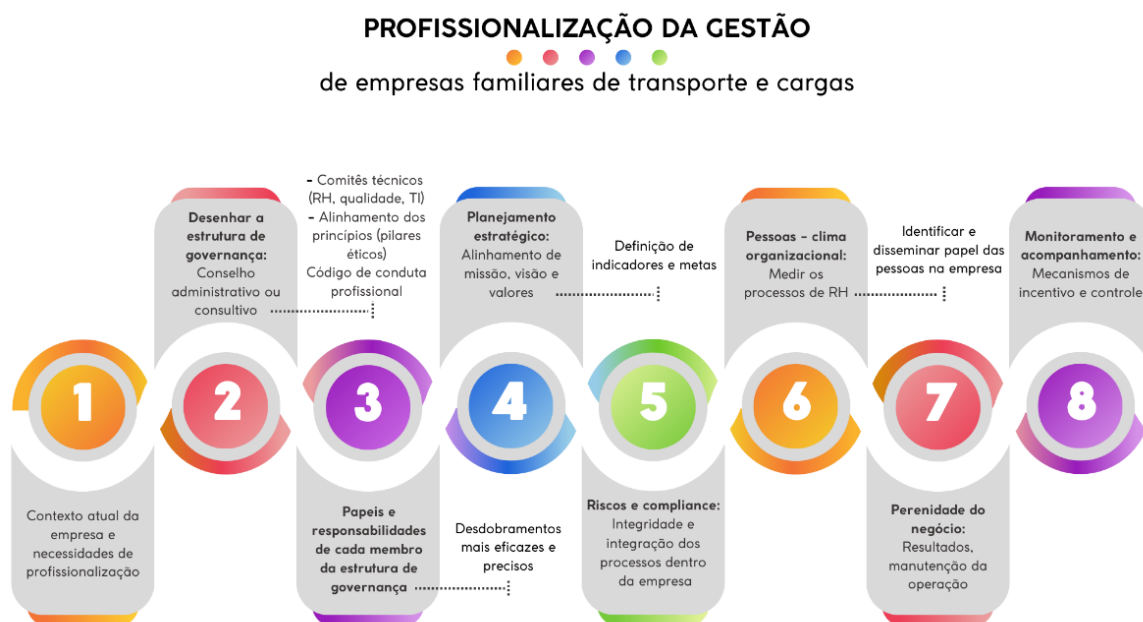 PROFISSIONALIZAÇÃO DA GESTÃO
de empresas familiares de transporte e cargas
1
Contexto atual da
empresa e
necessidades de
profissionalização
2
Desenhar a
estrutura de
governança:
Conselho
administrativo ou
consultivo
- Comitês técnicos
(RH, qualidade, TI)
- Alinhamento dos
princípios (pilares
éticos)
Código de conduta
profissional
3
Papeis e
responsabilidades
de cada membro
da estrutura de
governança
Desdobramentos
mais eficazes e
precisos
4
Planejamento
estratégico:
Alinhamento de
missão, visão e
valores
Definição de
indicadores e metas
5
Riscos e compliance:
Integridade e
integração dos
processos dentro
da empresa
6
Pessoas - clima
organizacional:
Medir os
processos de RH
Identificar e
disseminar papel das
pessoas na empresa
7
Perenidade do
negócio:
Resultados,
manutenção da
operação
8
Monitoramento e
acompanhamento:
Mecanismos de
incentivo e controle